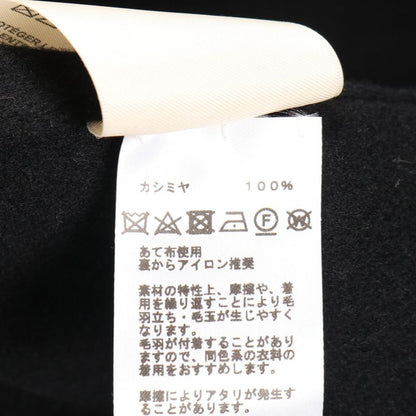 OTÉGER L
ENT
カシミヤ 100%
F
あて布使用
裏からアイロン推奨
素材の特性上、摩擦や、着
用を繰り返すことにより毛
羽立ち・毛玉が生じやすく
なります。
毛羽が付着することがあり
ますので、同色系の衣料の
着用をおすすめします。
摩擦によりアタリが発生す
ることがあります。